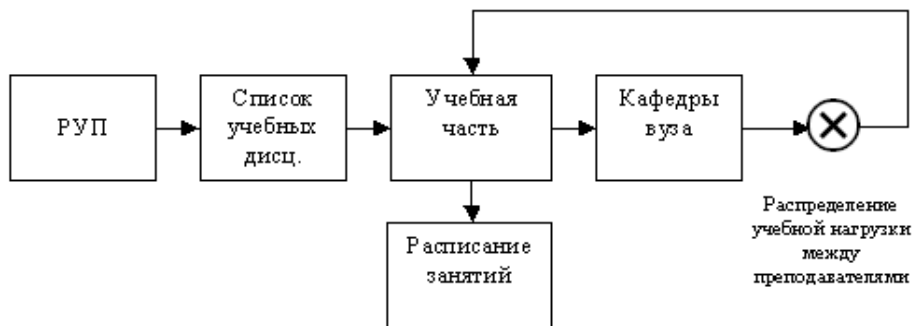 РУП
Список
учебных
дисц.
Учебная
часть
Кафедры
вуза
Распределение
учебной нагрузки
между
преподавателями
Расписание
занятий